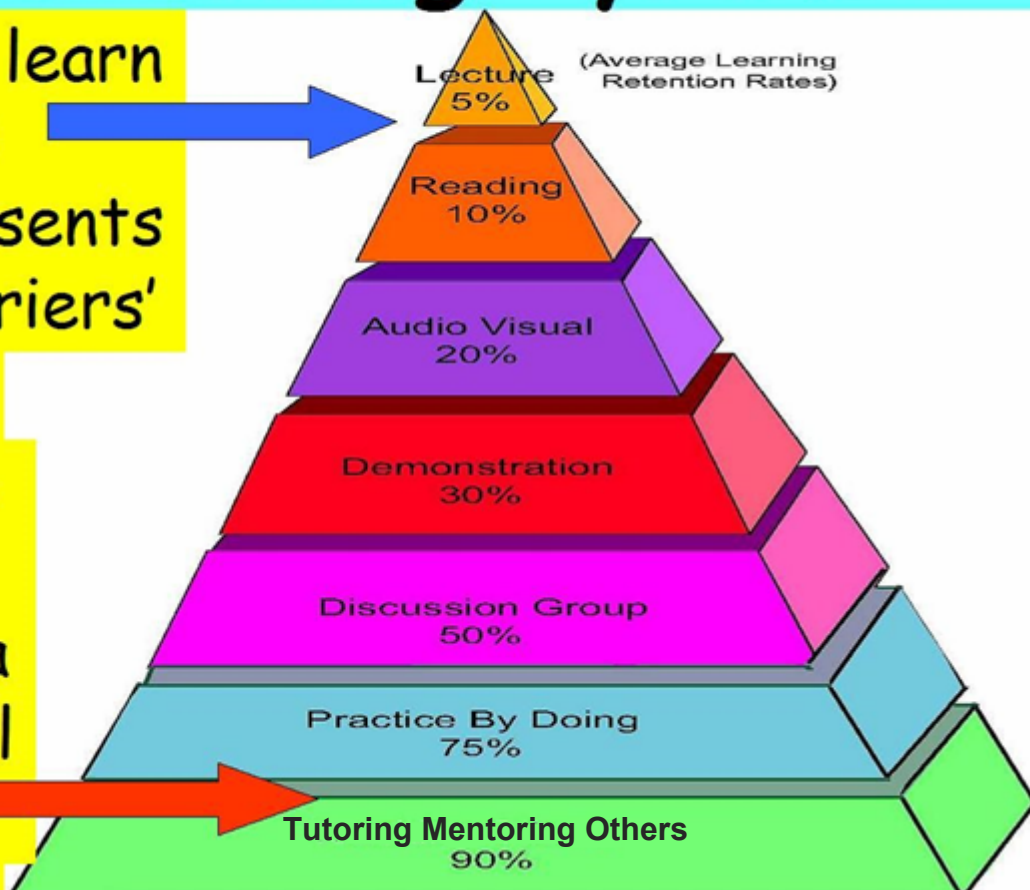 learn
sents
riers’
a
l
(Average Learning
Retention Rates)
Lecture
5%
Reading
10%
Audio Visual
20%
Demonstration
30%
Discussion Group
50%
Practice By Doing
75%
Tutoring Mentoring Others
90%